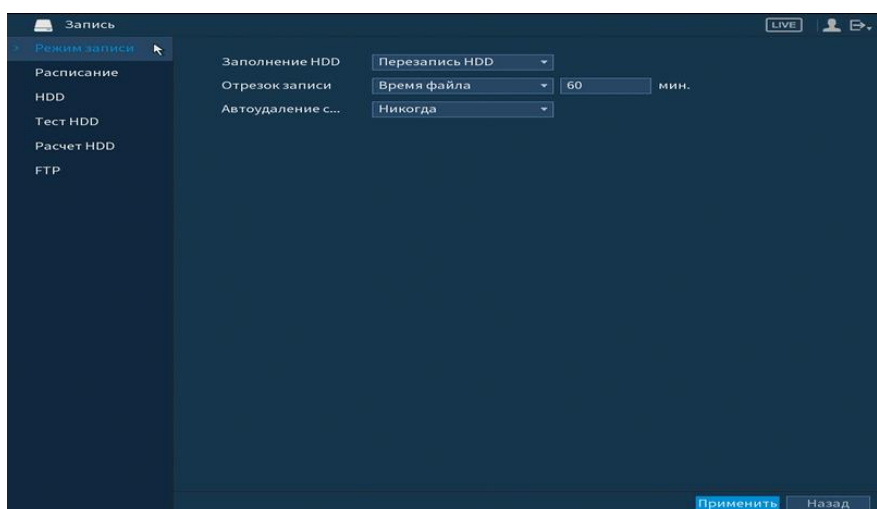 Запись
LIVE
Режим записи
Расписание
HDD
Тест HDD
Расчет HDD
FTP
Заполнение HDD Перезапись HDD
Отрезок записи Время файла 60 мин.
Автоудаление с... Никогда
Применить Назад